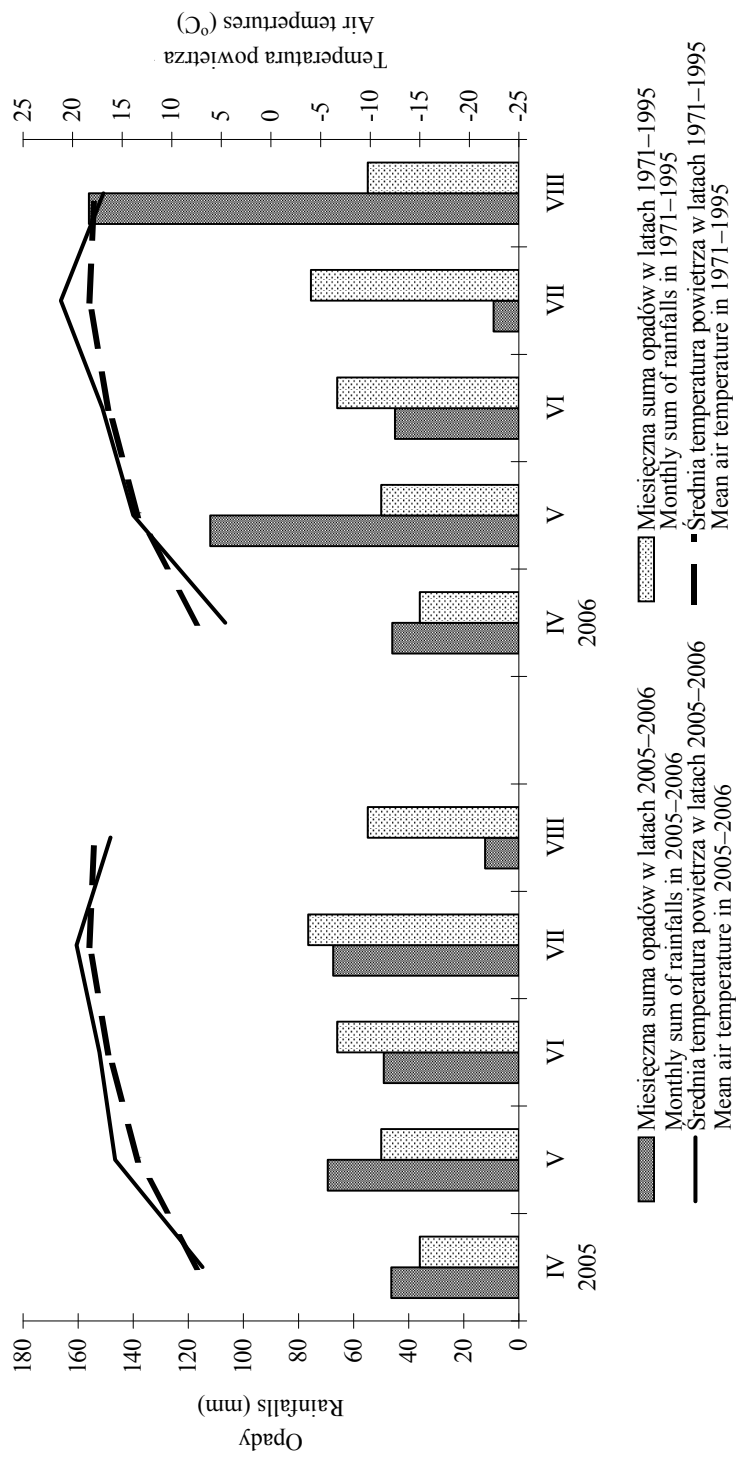 Opady
Rainfalls (mm)
180
160
140
120
100
80
60
40
20
0
Temperatura powietrza
Air tempertures (°C)
25
20
15
10
5
0
-5
-10
-15
-20
-25
IV V VI VII VIII IV V VI VII VIII
2005 2006
Miesięczna suma opadów w latach 2005–2006
Monthly sum of rainfalls in 2005–2006
Średnia temperatura powietrza w latach 2005–2006
Mean air temperature in 2005–2006
Miesięczna suma opadów w latach 1971–1995
Monthly sum of rainfalls in 1971–1995
Średnia temperatura powietrza w latach 1971–1995
Mean air temperature in 1971–1995